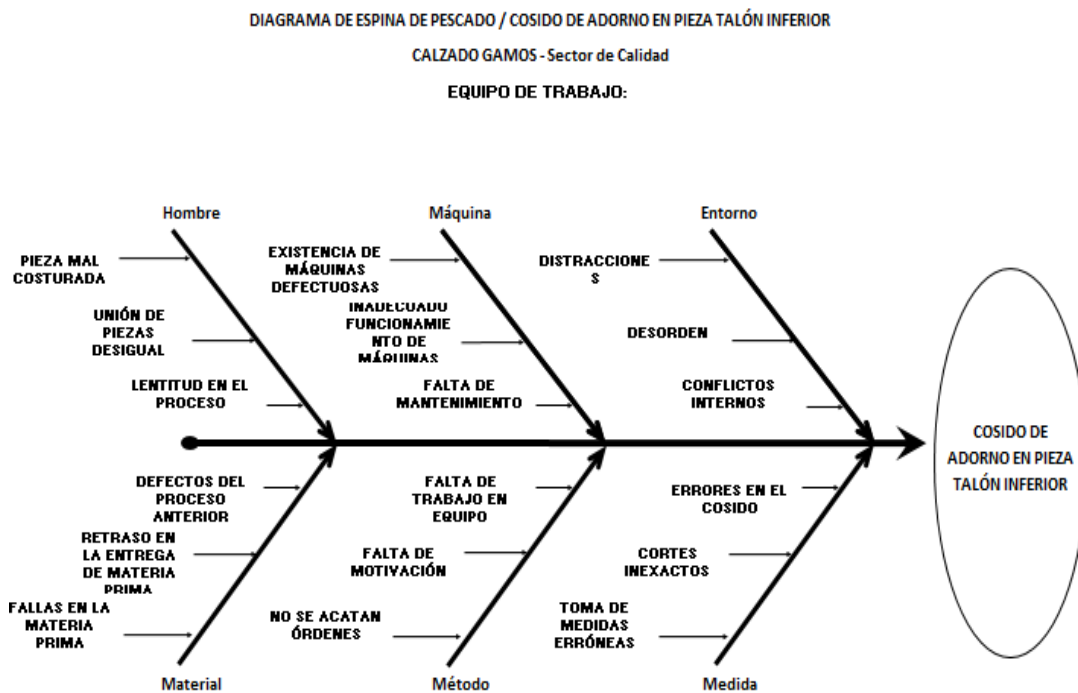 DIAGRAMA DE ESPINA DE PESCADO / COSIDO DE ADORNO EN PIEZA TALÓN INFERIOR
CALZADO GAMOS - Sector de Calidad
EQUIPO DE TRABAJO:
Hombre
Máquina
Entorno
PIEZA MAL
COSTURADA
UNIÓN DE
PIEZAS
DESIGUAL
LENTITUD EN EL
PROCESO
EXISTENCIA DE
MÁQUINAS
DEFECTUOSAS
INADECUADO
FUNCIONAMIE
NTO DE
MÁQUINAS
FALTA DE
MANTENIMIENTO
DISTRACCIONE
S
DESORDEN
CONFLICTOS
INTERNOS
COSIDO DE
ADORNO EN PIEZA
TALÓN INFERIOR
DEFECTOS DEL
PROCESO
ANTERIOR
RETRASO EN
LA ENTREGA
DE MATERIA
PRIMA
FALLAS EN LA
MATERIA
PRIMA
FALTA DE
TRABAJO EN
EQUIPO
FALTA DE
MOTIVACIÓN
NO SE ACATAN
ÓRDENES
ERRORES EN EL
COSIDO
CORTES
INEXACTOS
TOMA DE
MEDIDAS
ERRÓNEAS
Material
Método
Medida